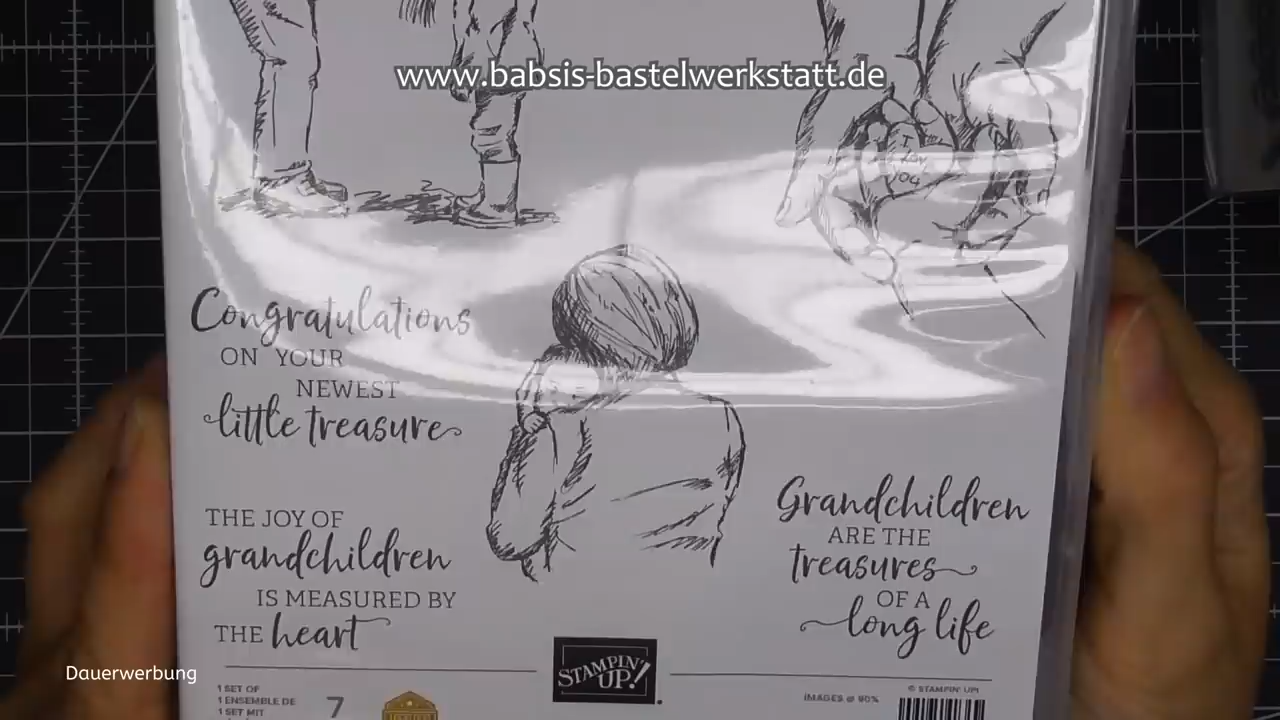 www.babsis-bastelwerkstatt.de
I
YOU
Congratulations
ON YOUR
NEWEST
little treasure
THE JOY OF
grandchildren
IS MEASURED BY
THE heart
Grandchildren
ARE THE
treasures
OF A
long life
STAMPIN' UP!
Dauerwerbung
1 SET OF
1 ENSEMBLE DE
1 SET MIT
7
IMAGES @ 90%
© STAMPIN' UP!